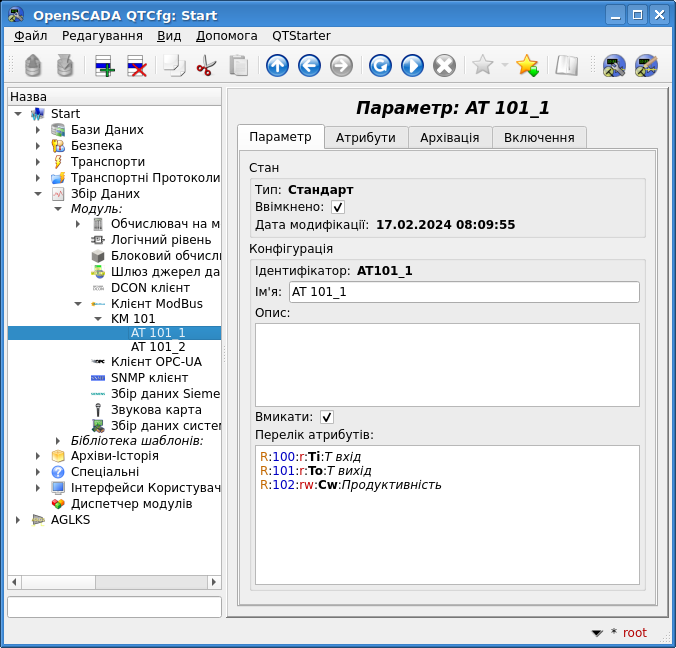 OpenSCADA QTCfg: Start
Файл Редагування Вид Допомога QTStarter
Назва
Start
Бази Даних
Безпека
Транспорти
Транспортні Протоколи
Збір Даних
Модуль:
Обчислювач на м
Логічний рівень
Блоковий обчисл
Шлюз джерел да
DCON клієнт
Клієнт ModBus
КМ 101
AT 101_1
AT 101_2
Клієнт OPC-UA
SNMP клієнт
Збір даних Sieme
Звукова карта
Збір даних систем
Бібліотека шаблонів:
Архіви-Історія
Спеціальні
Інтерфейси Користувач
Диспетчер модулів
AGLKS
Параметр: AT 101_1
Параметр Атрибути Архівація Включення
Стан
Тип: Стандарт
Ввімкнено:
Дата модифікації: 17.02.2024 08:09:55
Конфігурація
Ідентифікатор: AT101_1
Ім'я: AT 101_1
Опис:
Вмикати:
Перелік атрибутів:
R:100:r:Ti:T вхід
R:101:r:To:T вихід
R:102:rw:Cw:Продуктивність
* root